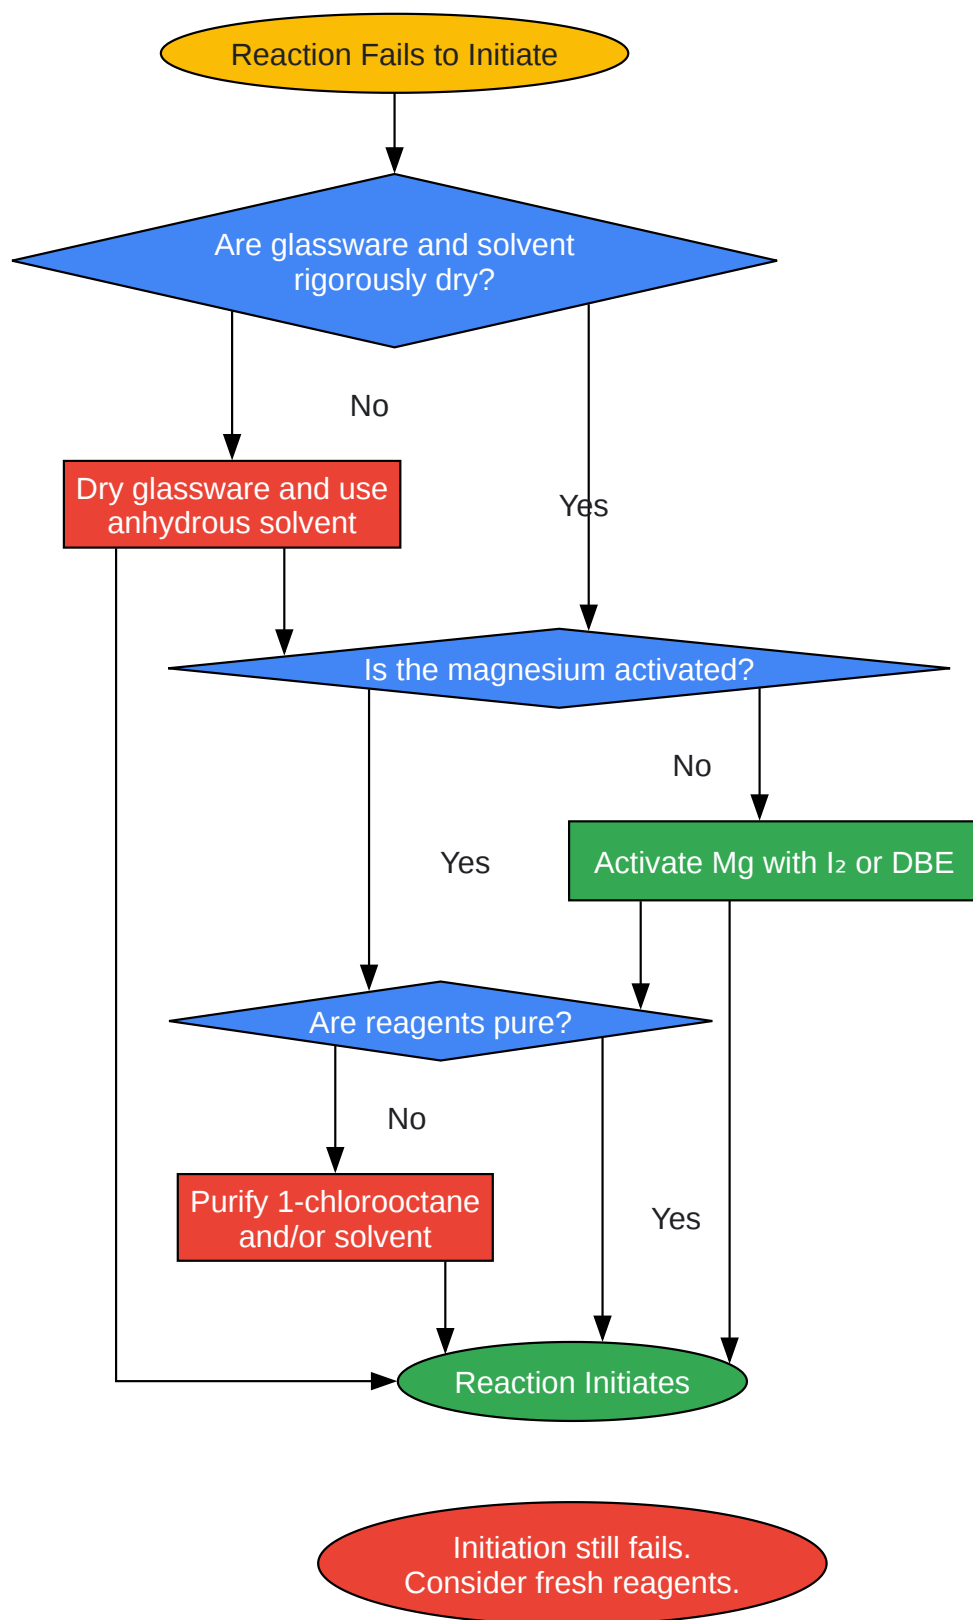 Reaction Fails to Initiate
Are glassware and solvent
rigorously dry?
No
Dry glassware and use
anhydrous solvent
Yes
Is the magnesium activated?
No
Yes
Activate Mg with I₂ or DBE
Are reagents pure?
No
Purify 1-chlorooctane
and/or solvent
Yes
Reaction Initiates
Initiation still fails.
Consider fresh reagents.